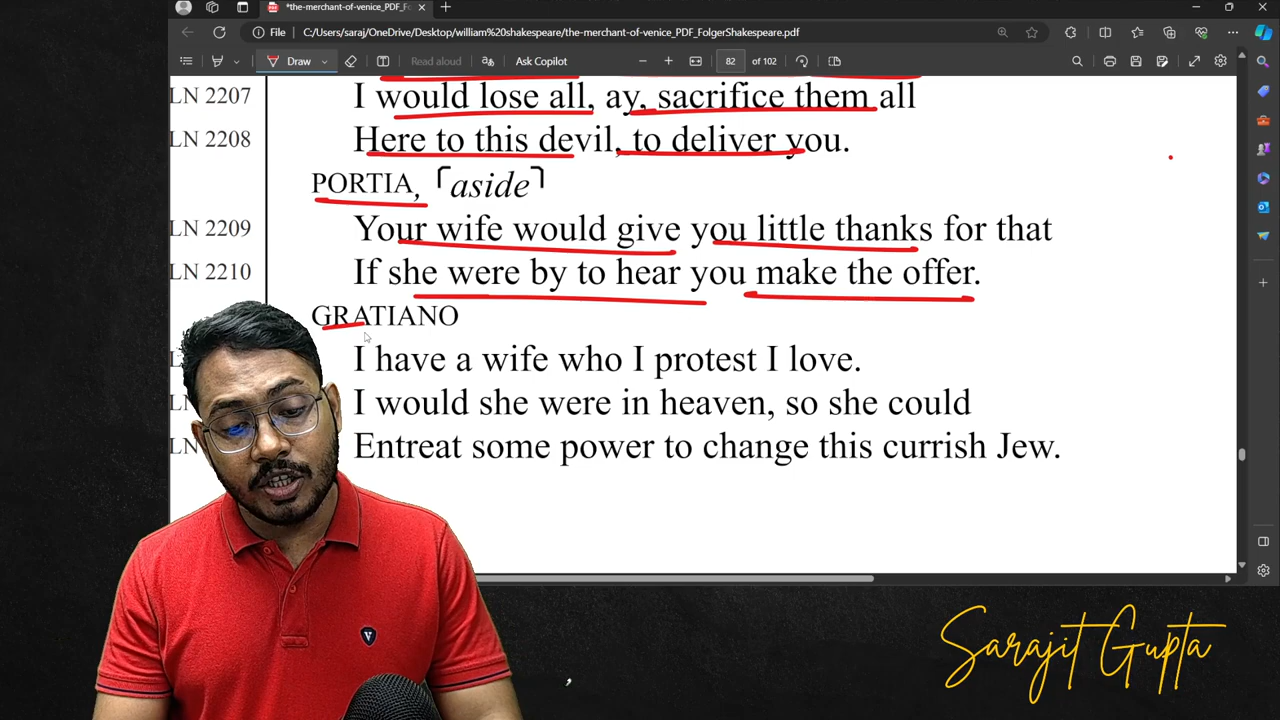 *the-merchant-of-venice_PDF_Fo
File C:/Users/saraj/OneDrive/Desktop/william%20shakespeare/the-merchant-of-venice_PDF_FolgerShakespeare.pdf
Draw Read aloud Ask Copilot 82 of 102
LN 2207 I would lose all, ay, sacrifice them all
LN 2208 Here to this devil, to deliver you.
PORTIA, ⌜aside⌝
LN 2209 Your wife would give you little thanks for that
LN 2210 If she were by to hear you make the offer.
GRATIANO
I have a wife who I protest I love.
I would she were in heaven, so she could
Entreat some power to change this currish Jew.
Sarajit Gupta